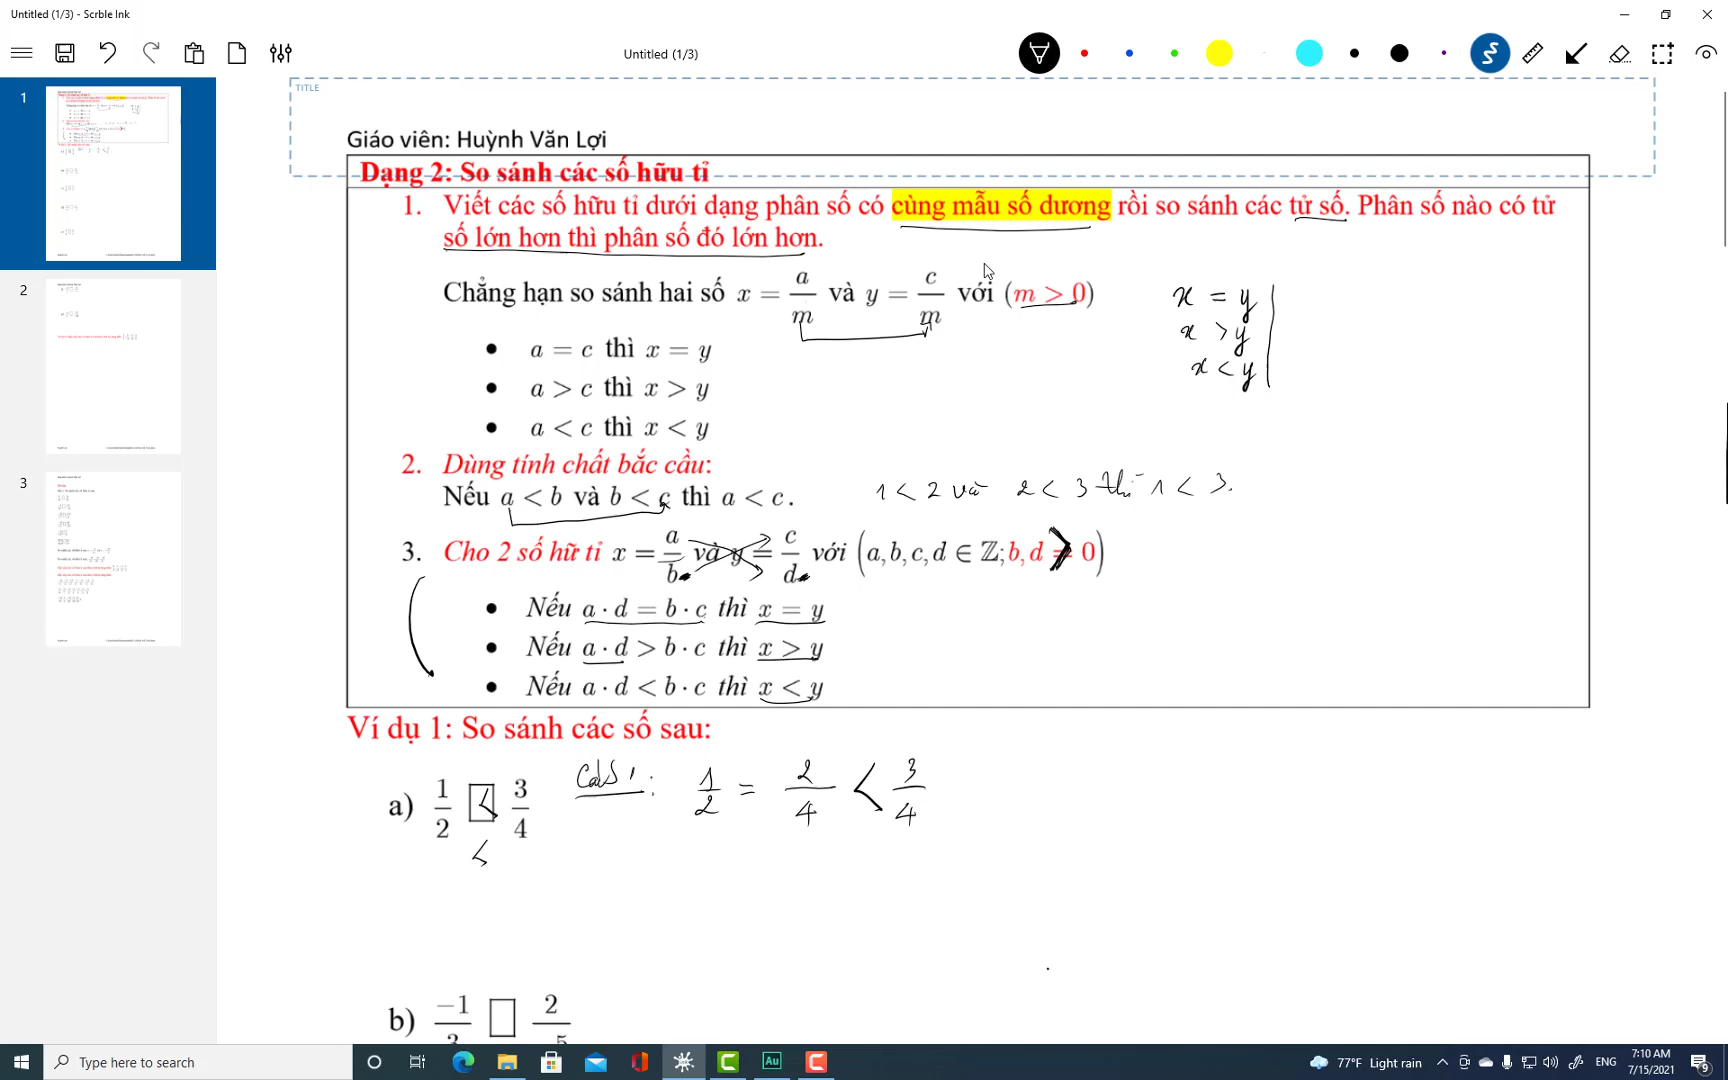 Untitled (1/3) - Scrble Ink
Untitled (1/3)
1
2
3
TITLE
Giáo viên: Huỳnh Văn Lợi
Dạng 2: So sánh các số hữu tỉ
1. Viết các số hữu tỉ dưới dạng phân số có cùng mẫu số dương rồi so sánh các tử số. Phân số nào có tử
số lớn hơn thì phân số đó lớn hơn.
Chẳng hạn so sánh hai số x = a/m và y = c/m với (m > 0)
x = y
x > y
x < y
• a = c thì x = y
• a > c thì x > y
• a < c thì x < y
2. Dùng tính chất bắc cầu:
Nếu a < b và b < c thì a < c.
1 < 2 và 2 < 3 thì 1 < 3.
3. Cho 2 số hữ tỉ x = a/b và y = c/d với (a, b, c, d ∈ ℤ; b, d > 0)
• Nếu a · d = b · c thì x = y
• Nếu a · d > b · c thì x > y
• Nếu a · d < b · c thì x < y
Ví dụ 1: So sánh các số sau:
a) 1/2 < 3/4
<
Cách 1: 1/2 = 2/4 < 3/4
b) -1/3 □ 2/-5
Type here to search
77°F Light rain
ENG
7:10 AM
7/15/2021
9